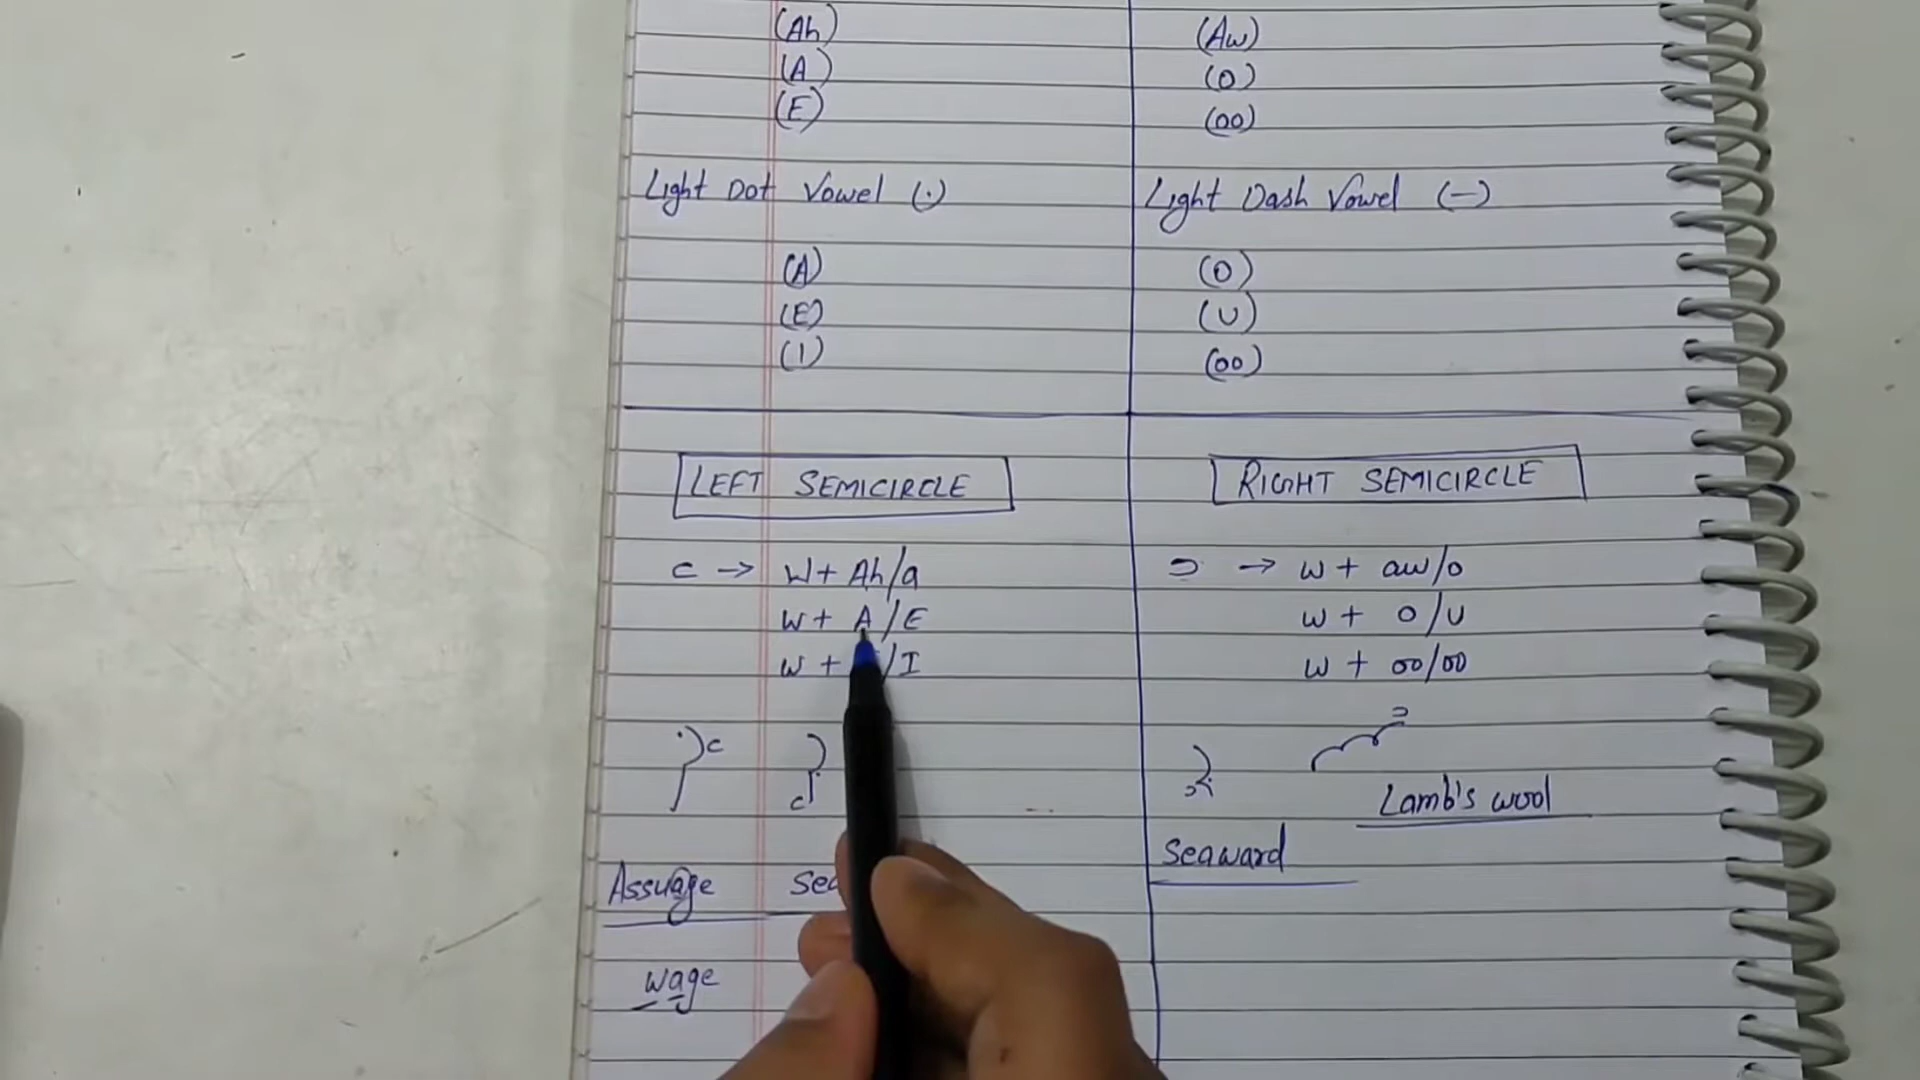 (Ah) (Aw)
(A) (O)
(E) (oo)
Light Dot Vowel (.) Light Dash Vowel (—)
(A) (O)
(E) (U)
(I) (oo)
LEFT SEMICIRCLE RIGHT SEMICIRCLE
c → W + Ah/a ⊃ → w + aw/o
w + A/E w + o/U
w + /I w + oo/oo
Lamb's wool
Seaward
Assuage
wage